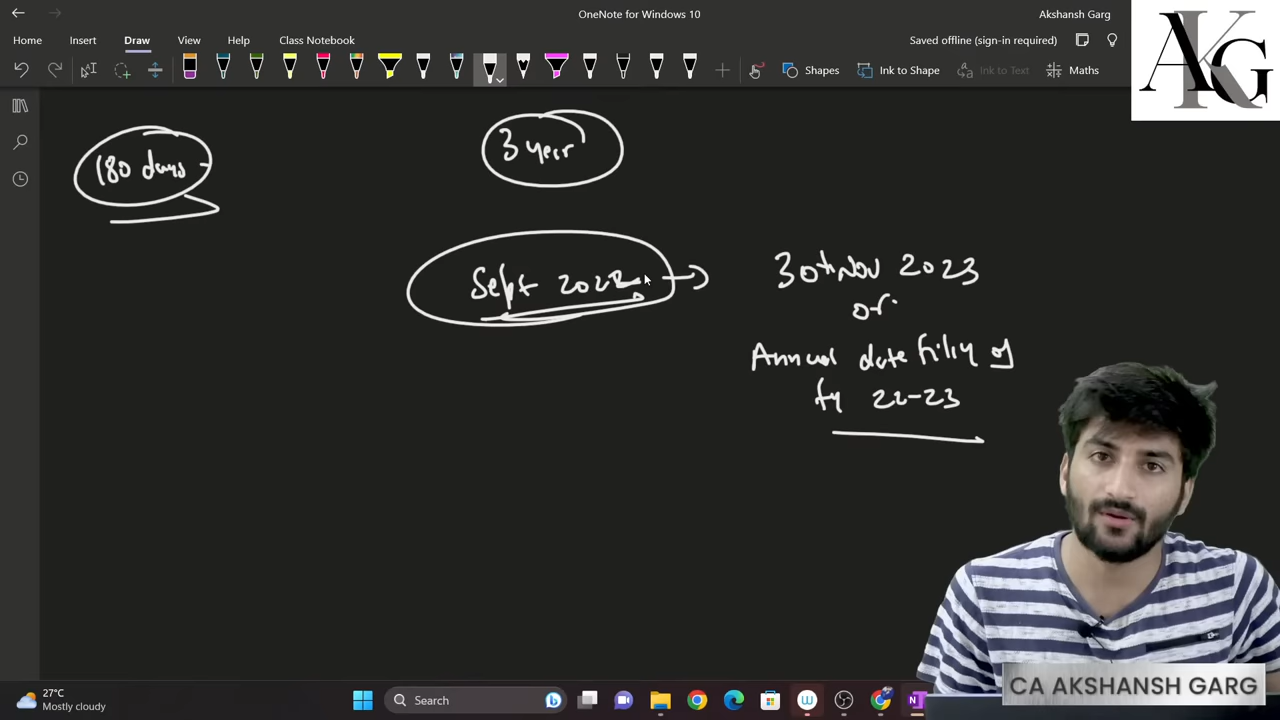 OneNote for Windows 10
Akshansh Garg
Home Insert Draw View Help Class Notebook
Saved offline (sign-in required)
Shapes Ink to Shape Ink to Text Maths
AKG
180 days
3 year
Sept 2022
30th Nov 2023
or
Annual date filiy of
fy 22-23
CA AKSHANSH GARG
27°C
Mostly cloudy
Search